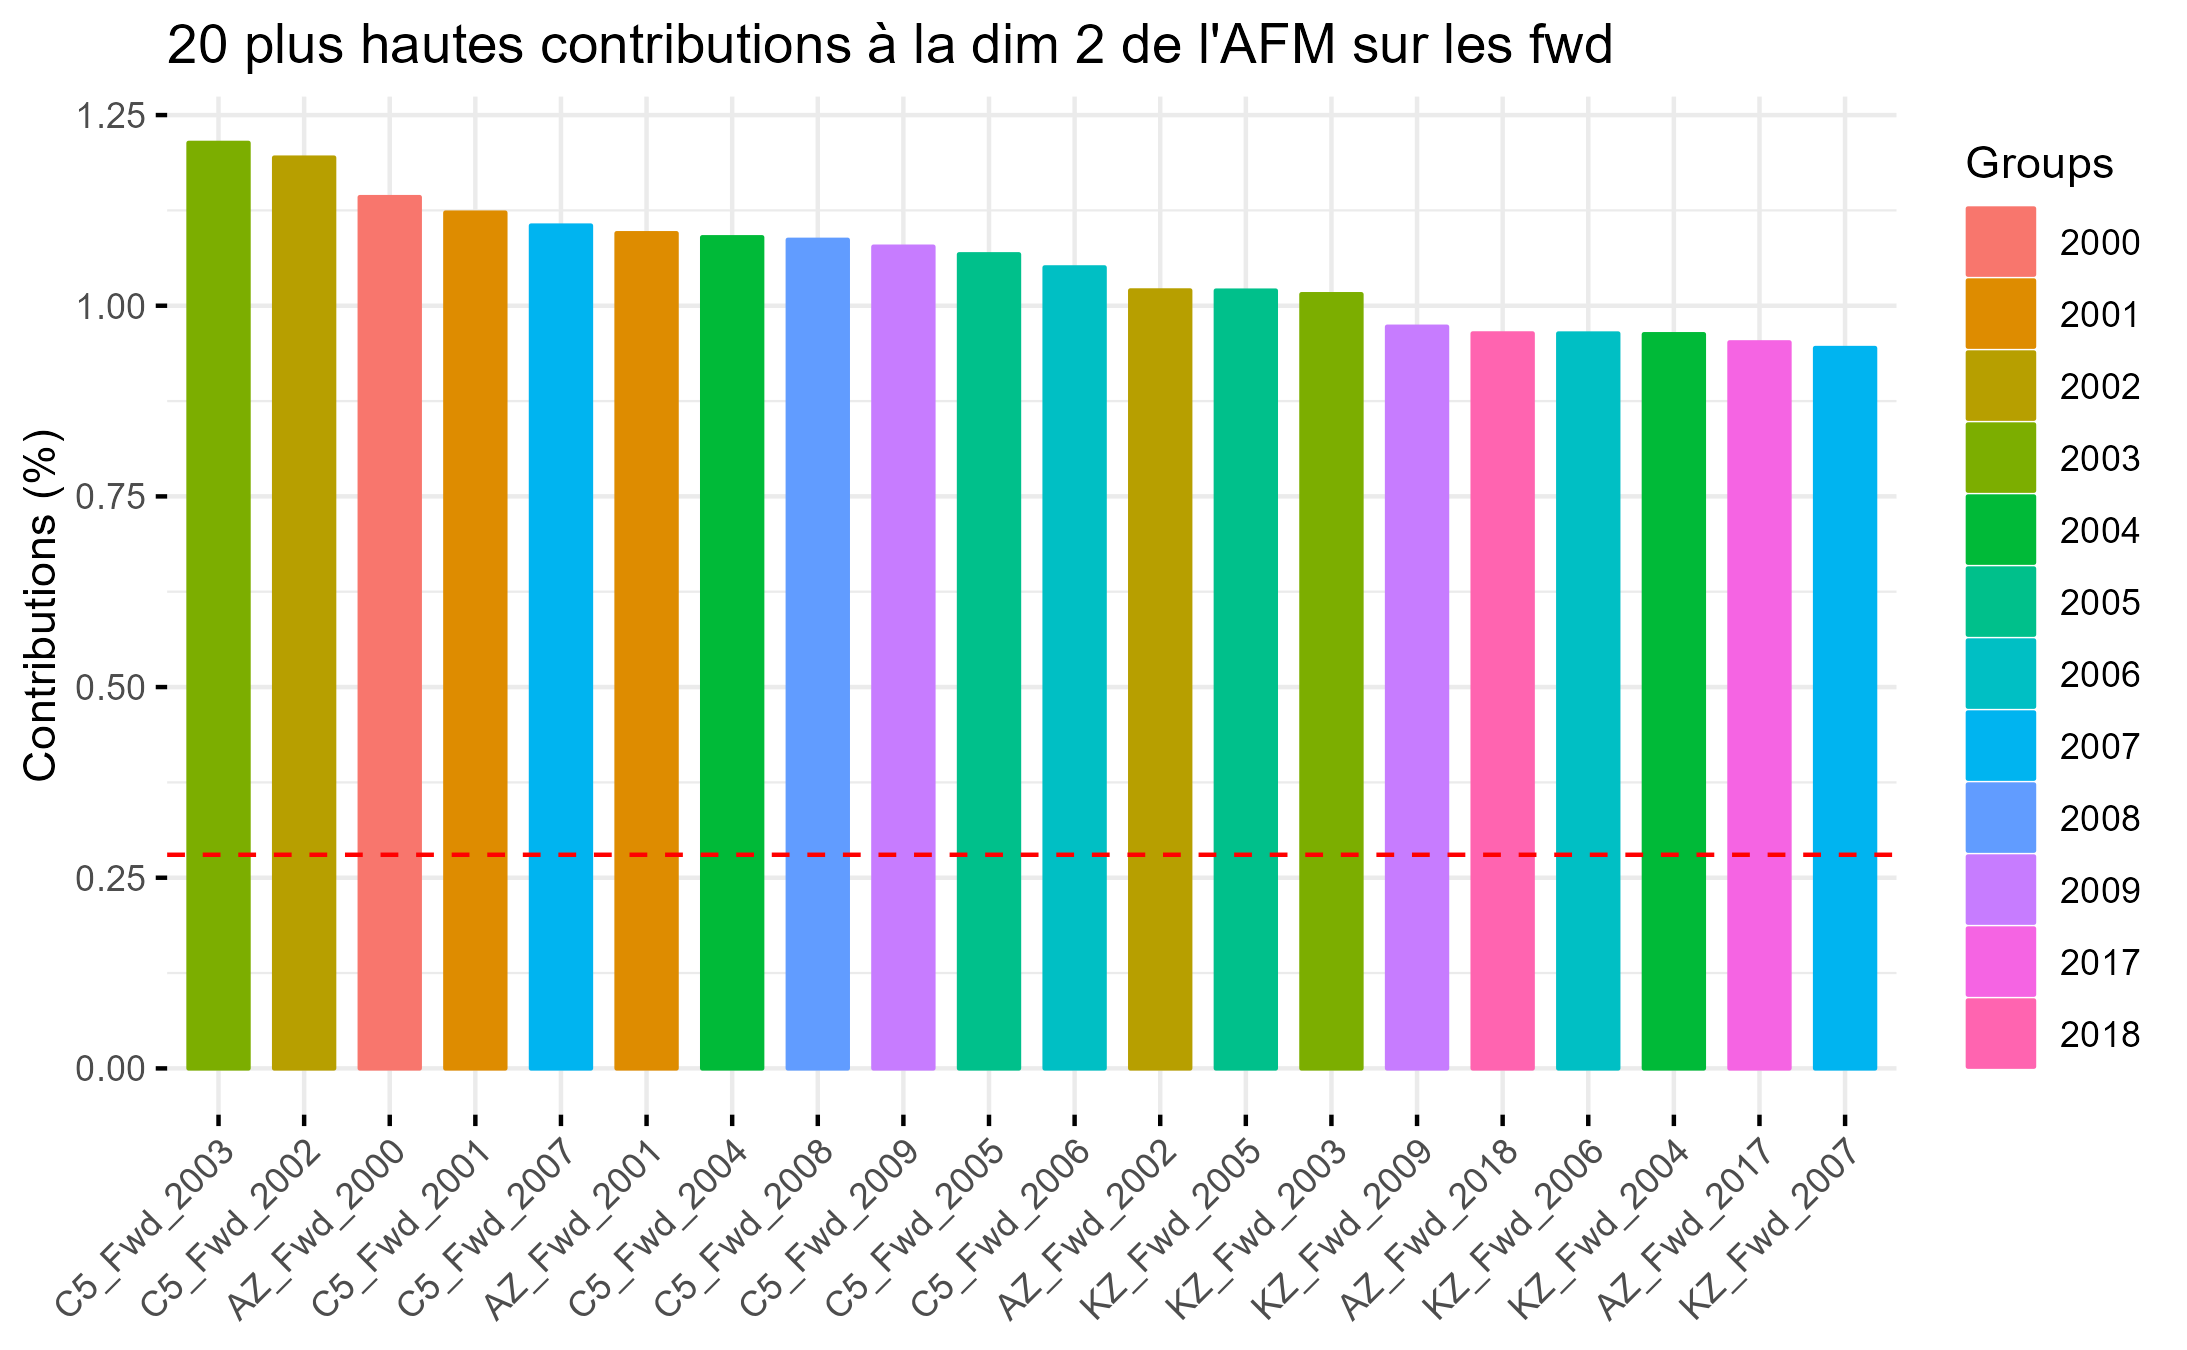 20 plus hautes contributions à la dim 2 de l'AFM sur les fwd
Contributions (%)
1.25
1.00
0.75
0.50
0.25
0.00
C5_Fwd_2003
C5_Fwd_2002
AZ_Fwd_2000
C5_Fwd_2001
C5_Fwd_2007
AZ_Fwd_2001
C5_Fwd_2004
C5_Fwd_2008
C5_Fwd_2009
C5_Fwd_2005
C5_Fwd_2006
AZ_Fwd_2002
KZ_Fwd_2005
KZ_Fwd_2003
KZ_Fwd_2009
AZ_Fwd_2018
KZ_Fwd_2006
KZ_Fwd_2004
AZ_Fwd_2017
KZ_Fwd_2007
Groups
2000
2001
2002
2003
2004
2005
2006
2007
2008
2009
2017
2018